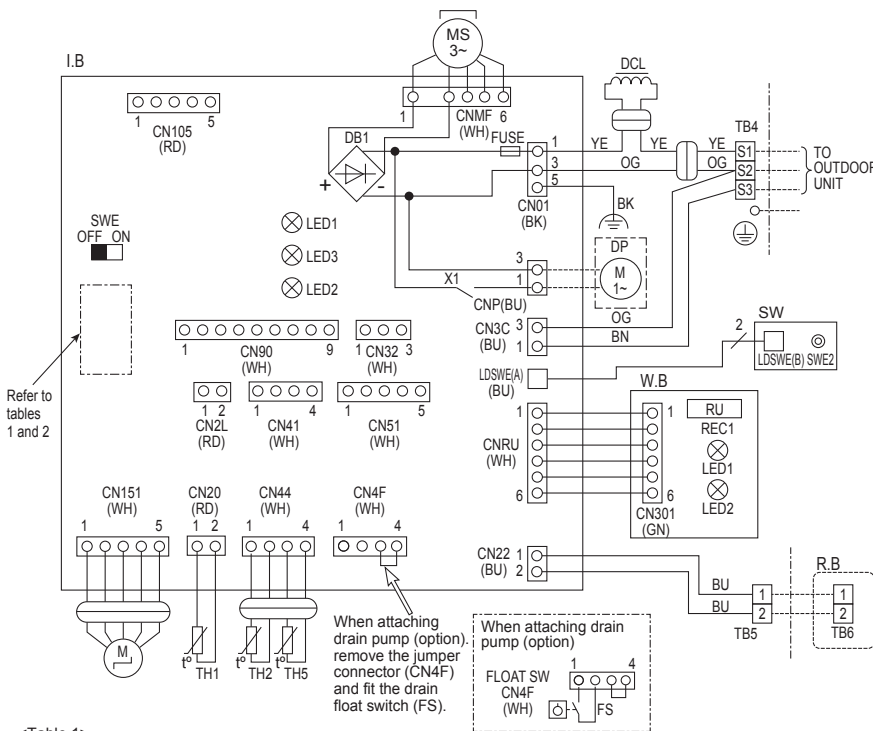 MS
3~
I.B
DCL
1 CNMF 6
(WH)
1 5
CN105
(RD)
DB1
FUSE
1 YE YE YE
TB4
S1
TO
OUTDOOR
UNIT
3 OG OG
S2
S3
+ -
5
CN01
(BK)
BK
SWE
OFF ON
LED1
LED3
LED2
DP
M
1~
3
X1
1
CNP(BU)
OG
CN3C 3
(BU) 1
BN
2
SW
LDSWE(B) SWE2
1 9
CN90
(WH)
1 3
CN32
(WH)
LDSWE(A)
(BU)
W.B
Refer to
tables
1 and 2
1 2
CN2L
(RD)
1 4
CN41
(WH)
1 5
CN51
(WH)
1 1
CNRU
(WH)
6 6
CN301
(GN)
RU
REC1
LED1
LED2
CN151
(WH)
1 5
CN20
(RD)
1 2
CN44
(WH)
1 4
CN4F
(WH)
1 4
CN22 1
(BU) 2
BU
BU
1
2
TB5
R.B
1
2
TB6
M
t° TH1
t° TH2
t° TH5
When attaching
drain pump (option).
remove the jumper
connector (CN4F)
and fit the drain
float switch (FS).
When attaching drain
pump (option)
FLOAT SW
CN4F
(WH)
1 4
FS